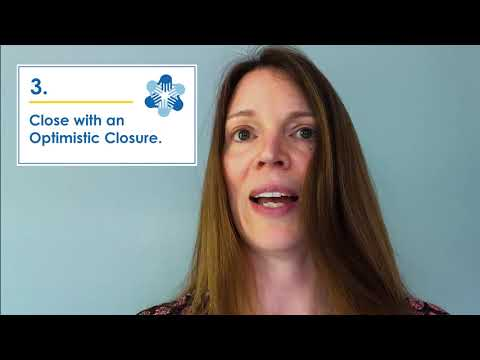 3.
Close with an
Optimistic Closure.